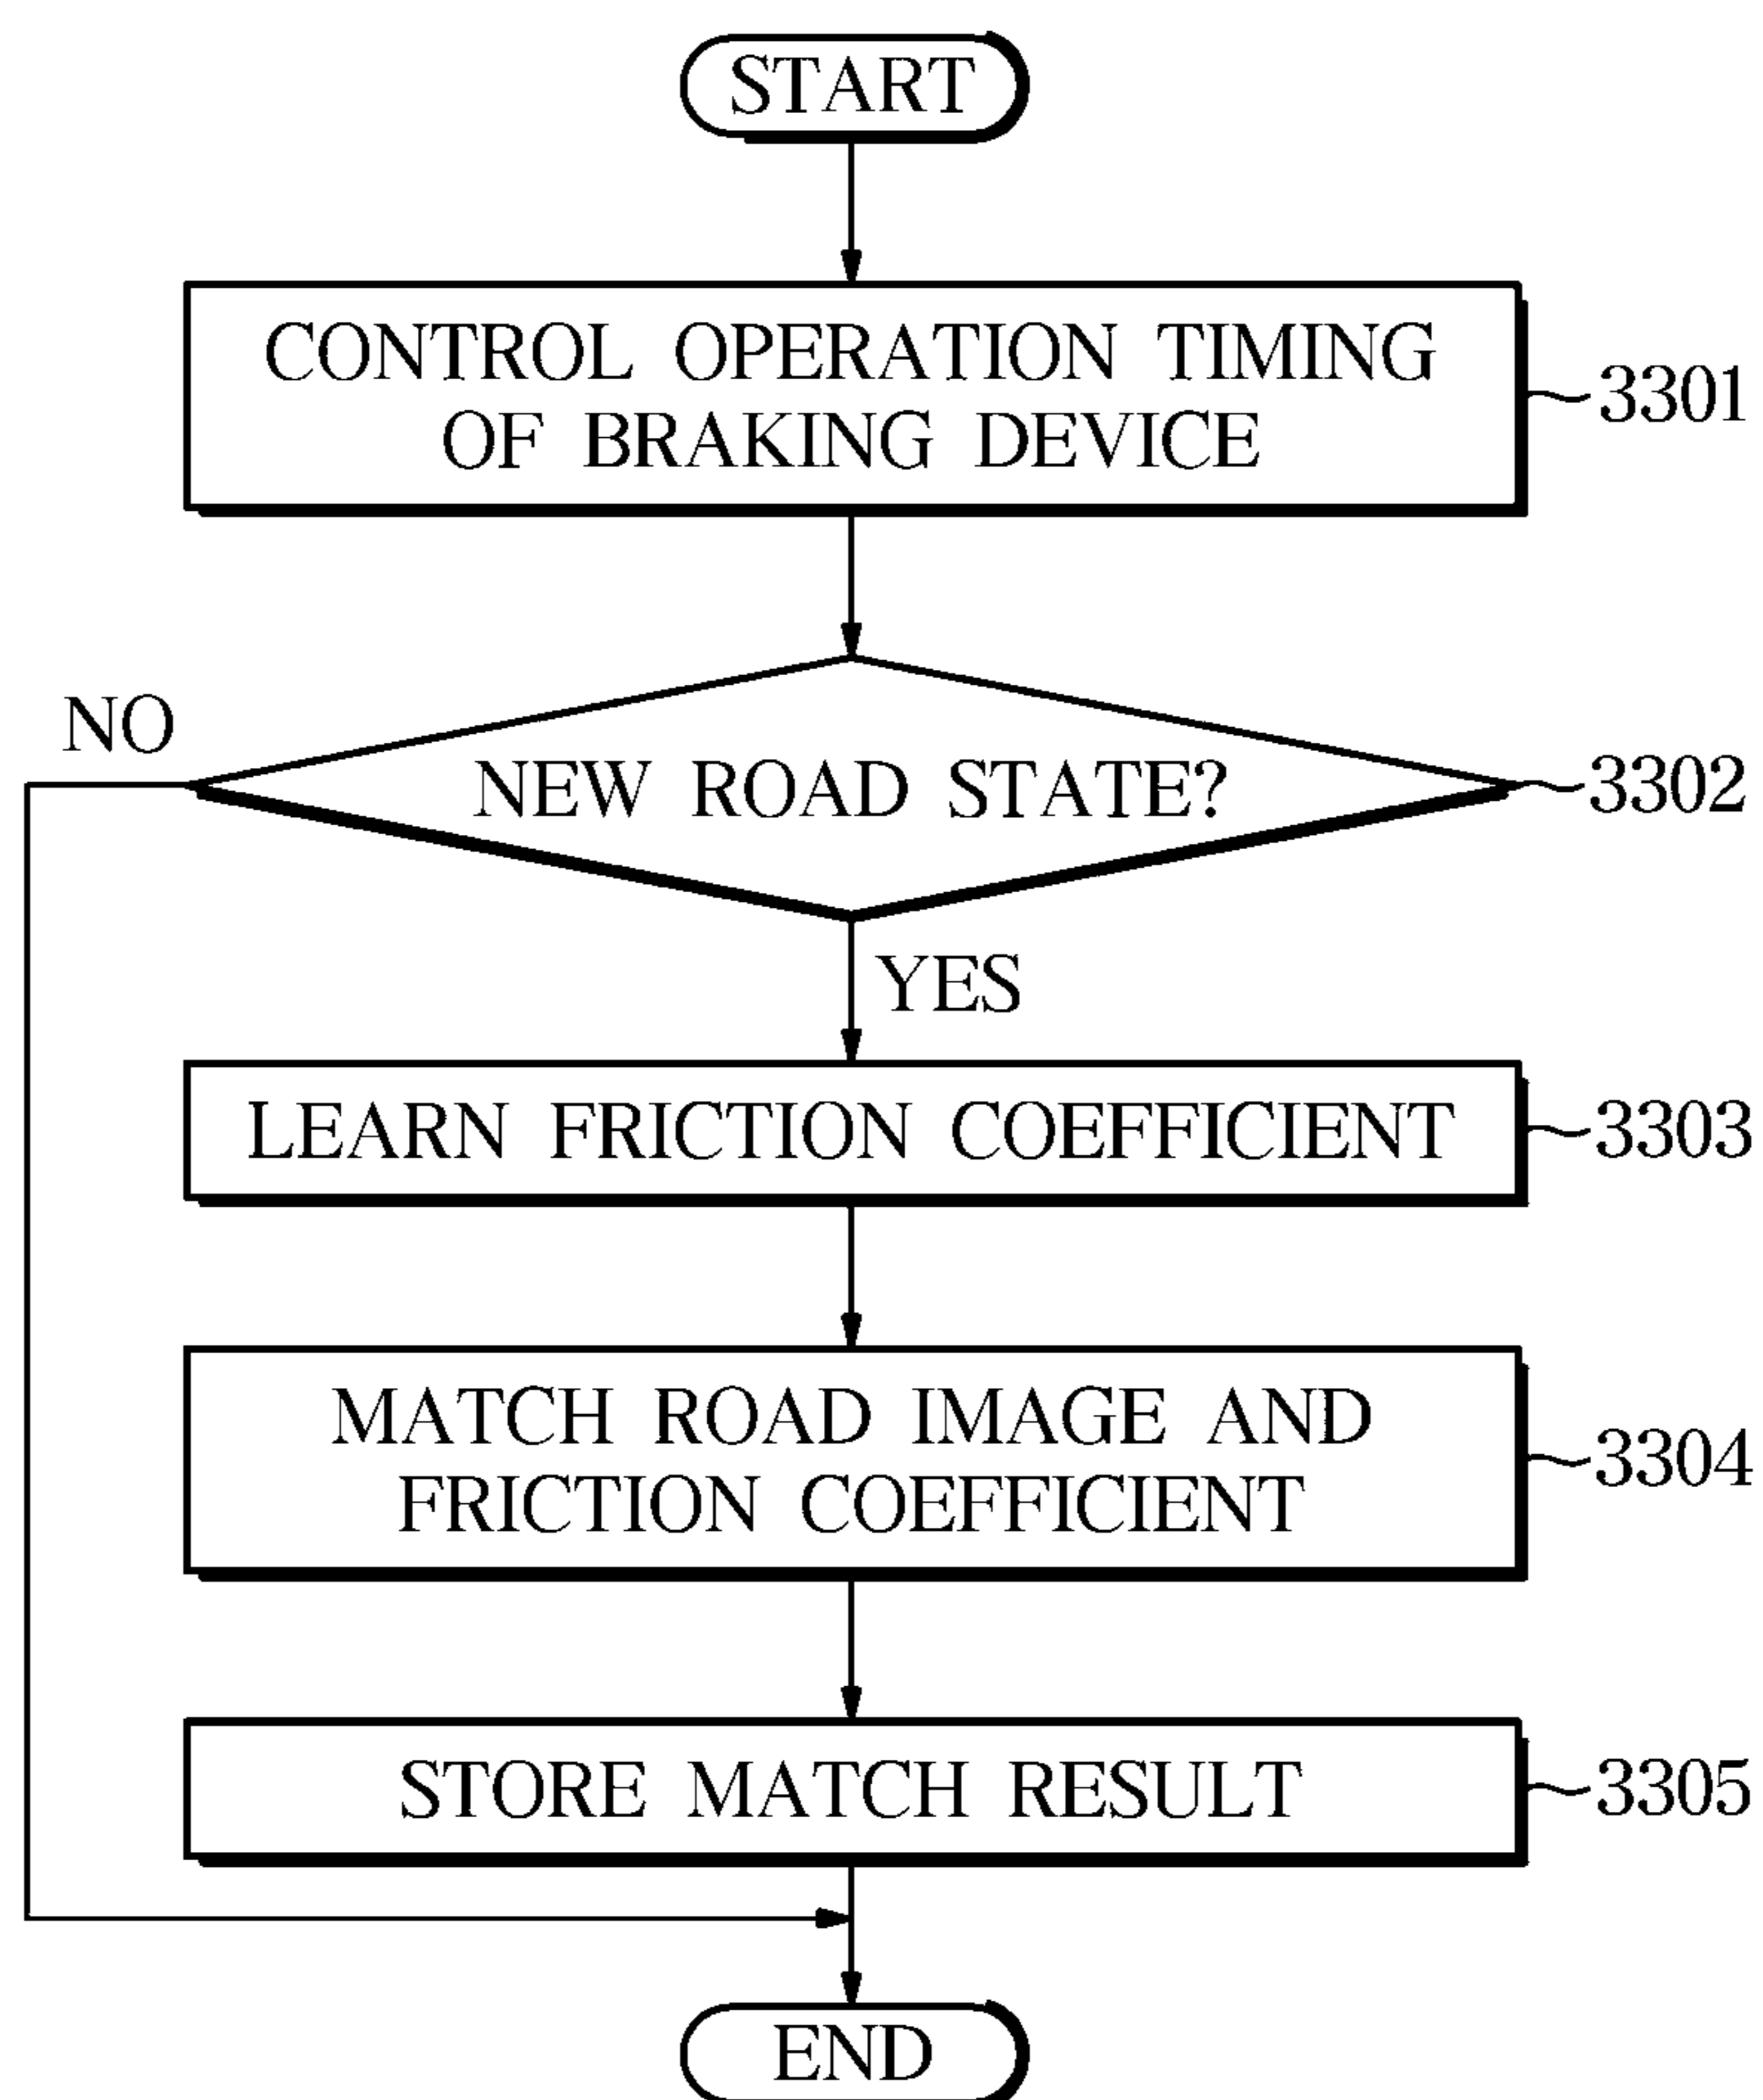 START
CONTROL OPERATION TIMING
OF BRAKING DEVICE
3301
NO
NEW ROAD STATE?
3302
YES
LEARN FRICTION COEFFICIENT
3303
MATCH ROAD IMAGE AND
FRICTION COEFFICIENT
3304
STORE MATCH RESULT
3305
END